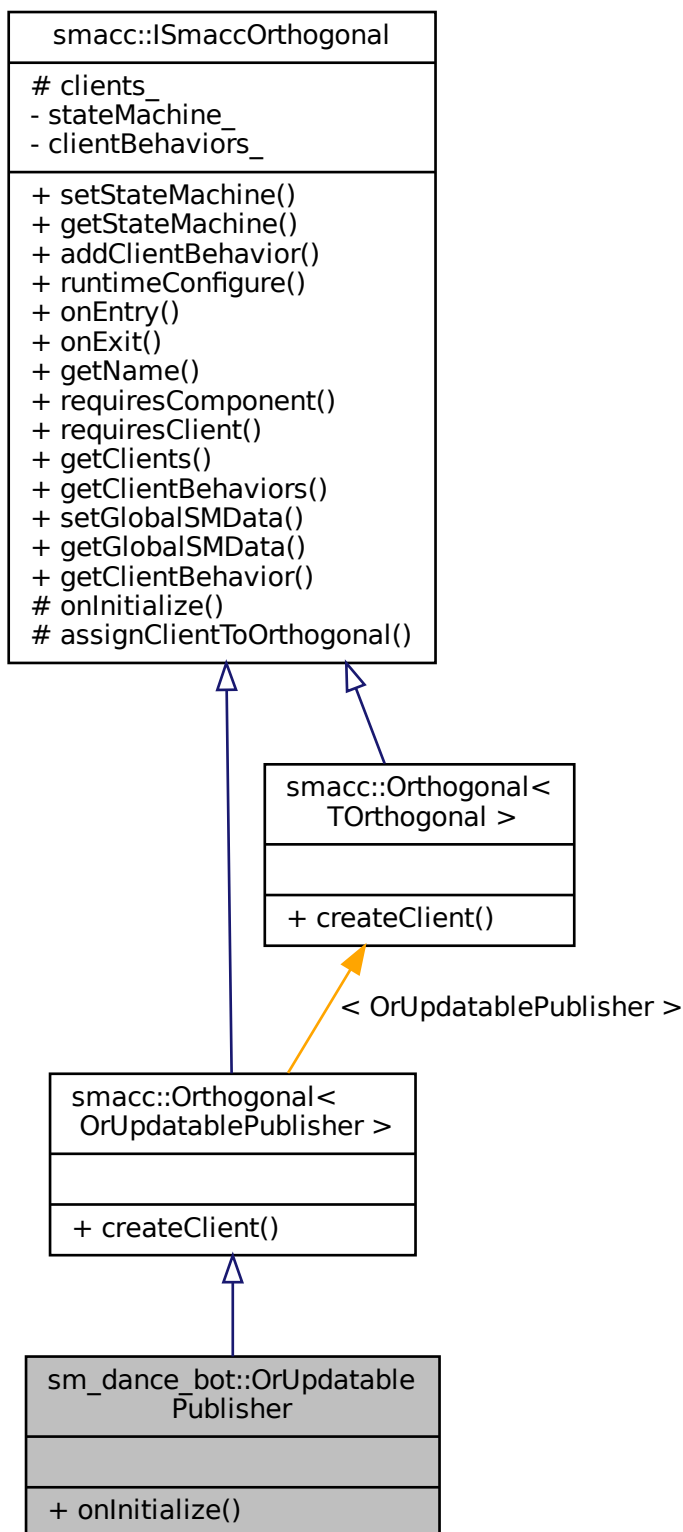 smacc::ISmaccOrthogonal
# clients_
- stateMachine_
- clientBehaviors_
+ setStateMachine()
+ getStateMachine()
+ addClientBehavior()
+ runtimeConfigure()
+ onEntry()
+ onExit()
+ getName()
+ requiresComponent()
+ requiresClient()
+ getClients()
+ getClientBehaviors()
+ setGlobalSMData()
+ getGlobalSMData()
+ getClientBehavior()
# onInitialize()
# assignClientToOrthogonal()
smacc::Orthogonal<
TOrthogonal >
+ createClient()
< OrUpdatablePublisher >
smacc::Orthogonal<
OrUpdatablePublisher >
+ createClient()
sm_dance_bot::OrUpdatable
Publisher
+ onInitialize()